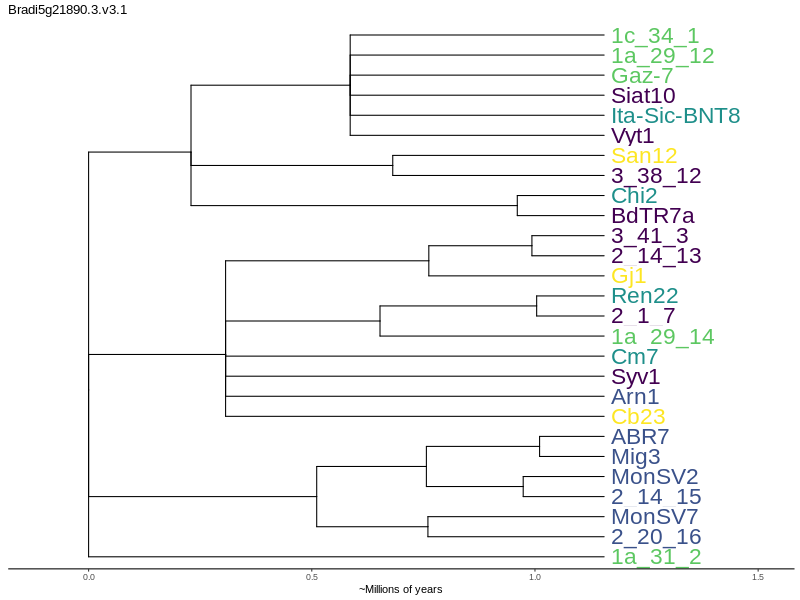 Bradi5g21890.3.v3.1
1c_34_1
1a_29_12
Gaz-7
Siat10
Ita-Sic-BNT8
Vyt1
San12
3_38_12
Chi2
BdTR7a
3_41_3
2_14_13
Gj1
Ren22
2_1_7
1a_29_14
Cm7
Syv1
Arn1
Cb23
ABR7
Mig3
MonSV2
2_14_15
MonSV7
2_20_16
1a_31_2
0.0 0.5 1.0 1.5
~Millions of years